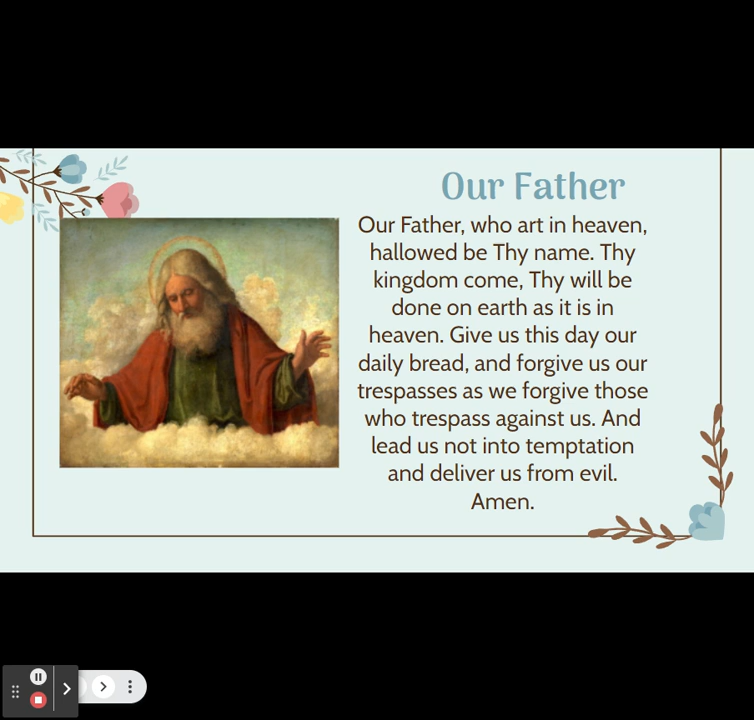 Our Father
Our Father, who art in heaven,
hallowed be Thy name. Thy
kingdom come, Thy will be
done on earth as it is in
heaven. Give us this day our
daily bread, and forgive us our
trespasses as we forgive those
who trespass against us. And
lead us not into temptation
and deliver us from evil.
Amen.